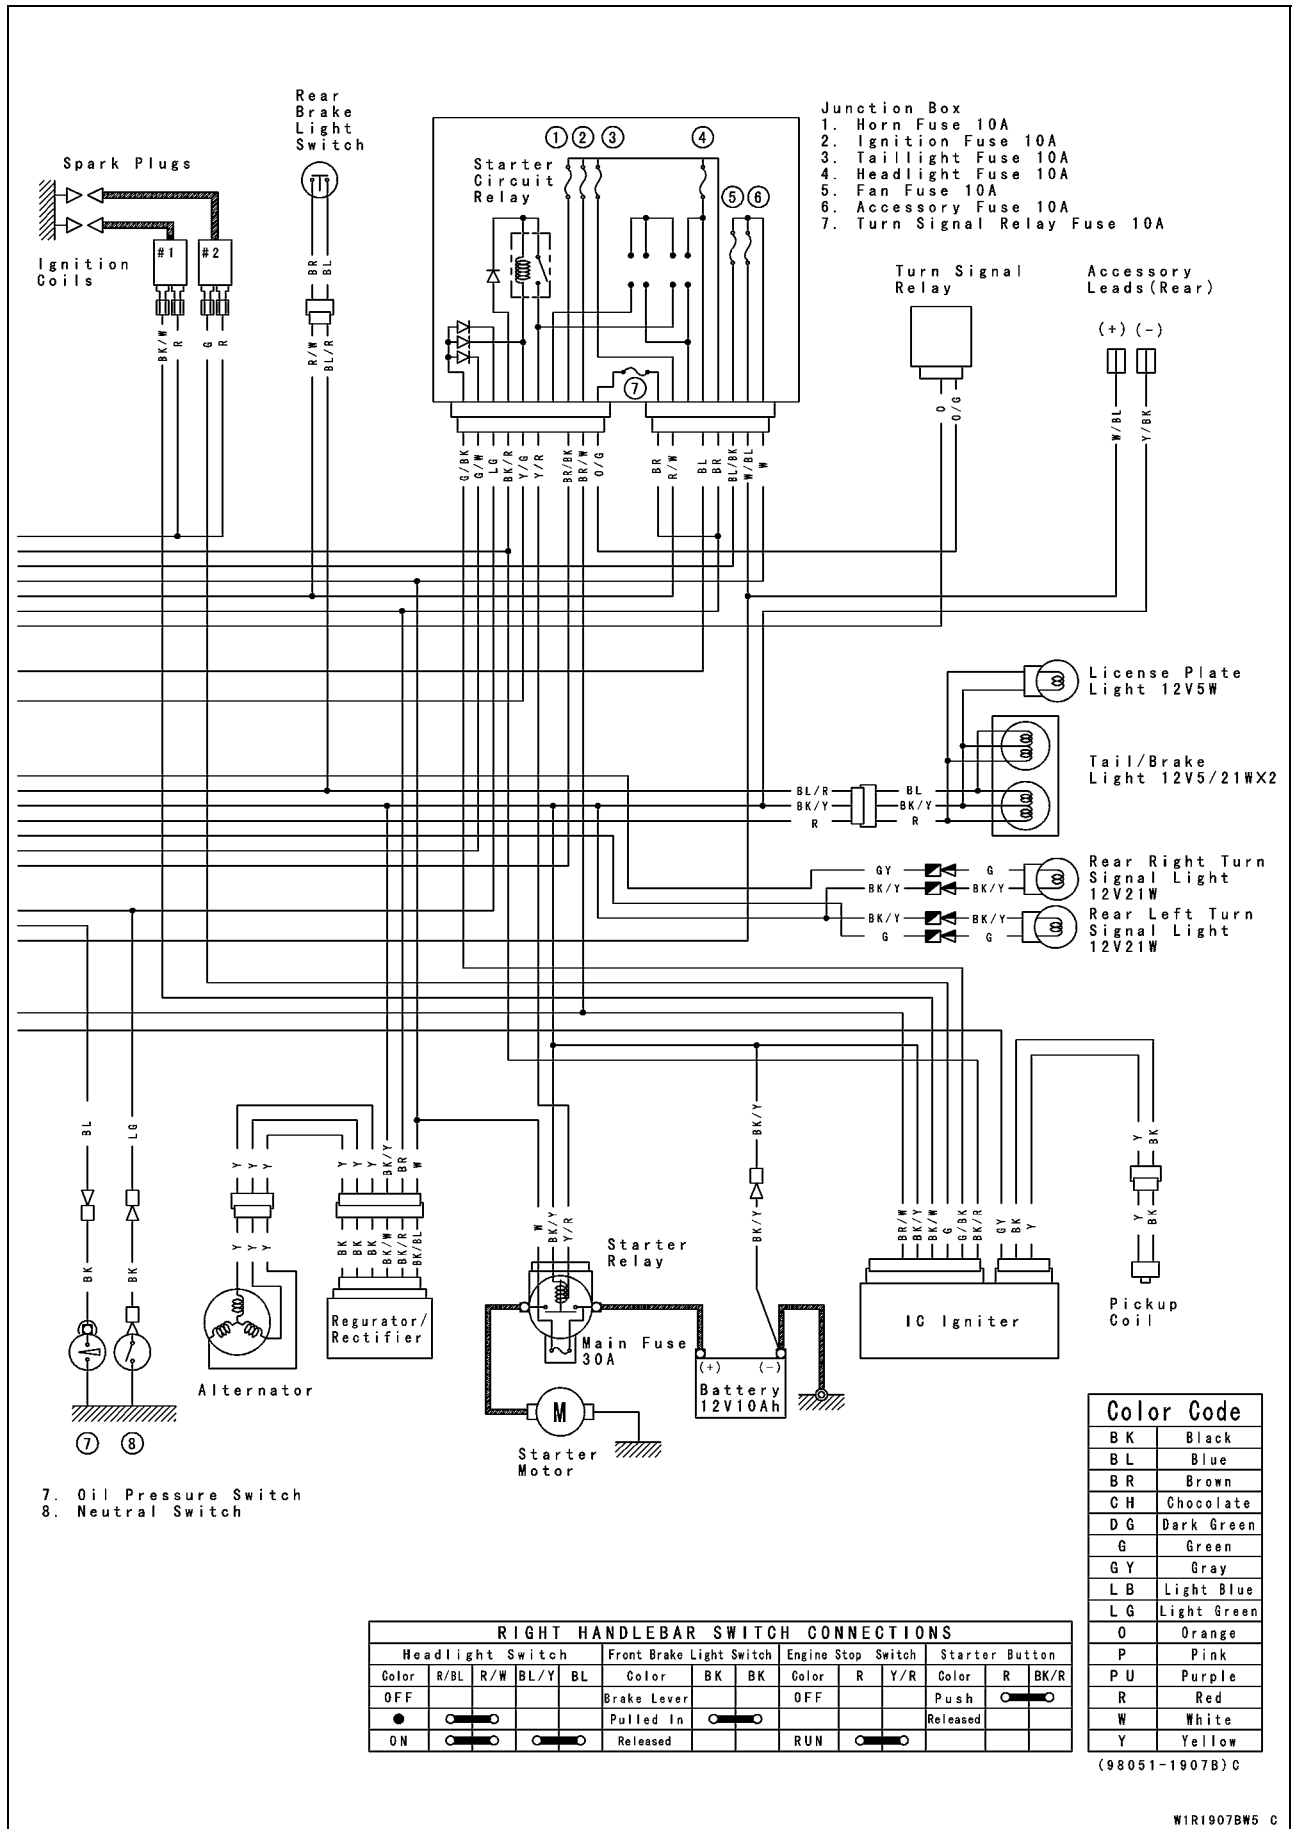 Rear
Brake
Light
Switch
Spark Plugs
Ignition
Coils
#1 #2
BR BL
R/W BL/R
BK/W R G R
1 2 3 4
5 6
Starter
Circuit
Relay
7
Junction Box
1. Horn Fuse 10A
2. Ignition Fuse 10A
3. Taillight Fuse 10A
4. Headlight Fuse 10A
5. Fan Fuse 10A
6. Accessory Fuse 10A
7. Turn Signal Relay Fuse 10A
Turn Signal
Relay
Accessory
Leads(Rear)
(+) (-)
O O/G
W/BL Y/BK
G/BK G/W LG BK/R Y/G Y/R BR/BK BR/W O/G BR R/W BL BR BL/BK W/BL W
License Plate
Light 12V5W
Tail/Brake
Light 12V5/21WX2
BL/R BL
BK/Y BK/Y
R R
Rear Right Turn
Signal Light
12V21W
GY G
BK/Y BK/Y
Rear Left Turn
Signal Light
12V21W
BK/Y BK/Y
G G
BL LG
BK BK
Y Y Y
Y Y Y
Y Y Y BK/Y BR W
BK BK BK BK/W BK/R BK/BL
W BK/Y Y/R
BK/Y
BK/Y
BR/W BK/Y BK/W G G/BK BK/R GY BK Y
Y BK
Y BK
Starter
Relay
Regurator/
Rectifier
Main Fuse
30A
IC Igniter
Pickup
Coil
Alternator
(+) (-)
Battery
12V10Ah
M
Starter
Motor
7 8
7. Oil Pressure Switch
8. Neutral Switch
Color Code
BK Black
BL Blue
BR Brown
CH Chocolate
DG Dark Green
G Green
GY Gray
LB Light Blue
LG Light Green
O Orange
P Pink
PU Purple
R Red
W White
Y Yellow
(98051-1907B)C
RIGHT HANDLEBAR SWITCH CONNECTIONS
Headlight Switch Front Brake Light Switch Engine Stop Switch Starter Button
Color R/BL R/W BL/Y BL Color BK BK Color R Y/R Color R BK/R
OFF Brake Lever OFF Push
● Pulled In Released
ON Released RUN
W1R1907BW5 C